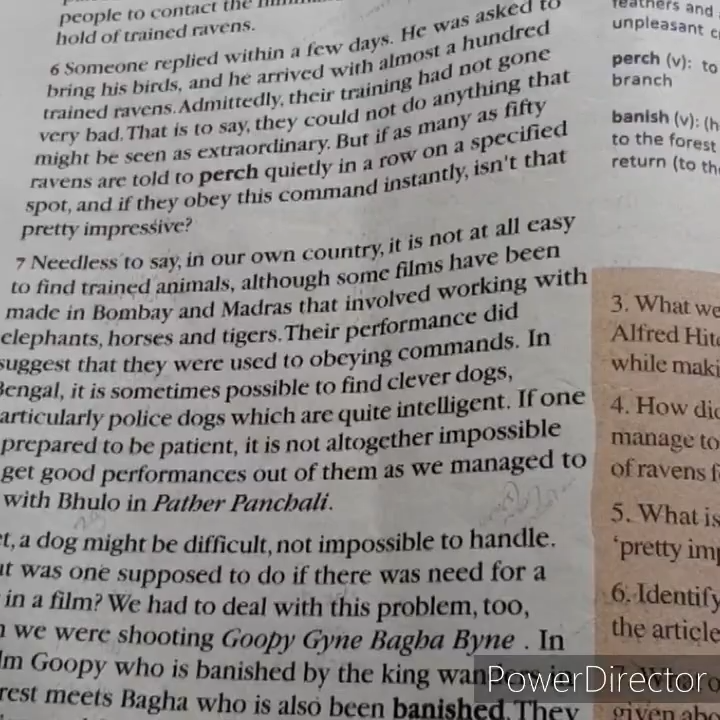 people to contact the
hold of trained ravens.
6 Someone replied within a few days. He was asked to
bring his birds, and he arrived with almost a hundred
trained ravens. Admittedly, their training had not gone
very bad. That is to say, they could not do anything that
might be seen as extraordinary. But if as many as fifty
ravens are told to perch quietly in a row on a specified
spot, and if they obey this command instantly, isn't that
pretty impressive?
7 Needless to say, in our own country, it is not at all easy
to find trained animals, although some films have been
made in Bombay and Madras that involved working with
elephants, horses and tigers. Their performance did
suggest that they were used to obeying commands. In
Bengal, it is sometimes possible to find clever dogs,
articularly police dogs which are quite intelligent. If one
prepared to be patient, it is not altogether impossible
get good performances out of them as we managed to
with Bhulo in Pather Panchali.
et, a dog might be difficult, not impossible to handle.
ut was one supposed to do if there was need for a
in a film? We had to deal with this problem, too,
n we were shooting Goopy Gyne Bagha Byne . In
lm Goopy who is banished by the king
rest meets Bagha who is also been banished. They
feathers and
unpleasant c
perch (v): to
branch
banish (v): (h
to the forest
return (to th
3. What we
Alfred Hitc
while maki
4. How did
manage to
of ravens f
5. What is
'pretty imp
6. Identify
the article
given abo
PowerDirector